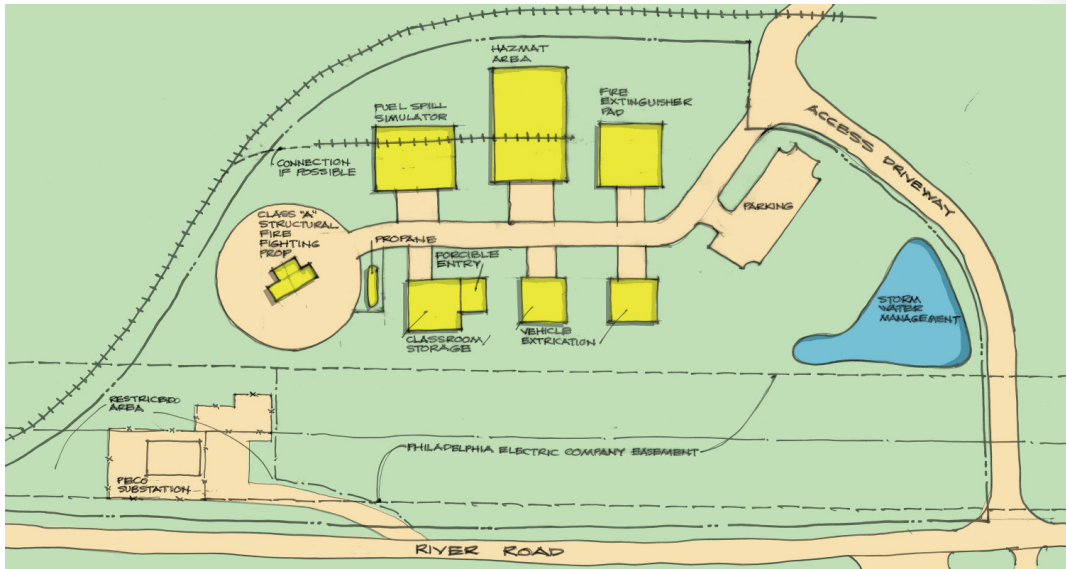 HAZMAT
AREA
FUEL SPILL
SIMULATOR
FIRE
EXTINGUISHER
PAD
ACCESS DRIVEWAY
CONNECTION
IF POSSIBLE
PARKING
CLASS "A"
STRUCTURAL
FIRE
FIGHTING
PROP
PROPANE
FORCIBLE
ENTRY
STORM
WATER
MANAGEMENT
CLASSROOM
STORAGE
VEHICLE
EXTRICATION
RESTRICED
AREA
PHILADELPHIA ELECTRIC COMPANY EASEMENT
PECO
SUBSTATION
RIVER ROAD